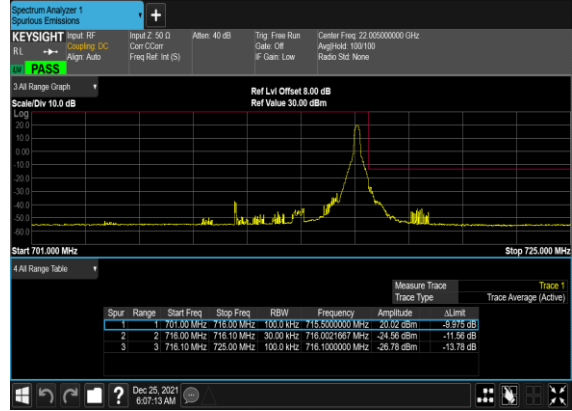 Spectrum Analyzer 1
Spurious Emissions
KEYSIGHT Input: RF Input Z: 50 Ω Atten: 40 dB Trig: Free Run Center Freq: 22.005000000 GHz
RL Coupling: DC Corr CCorr Gate: Off Avg|Hold: 100/100
Align: Auto Freq Ref: Int (S) IF Gain: Low Radio Std: None
PASS
3 All Range Graph Ref Lvl Offset 8.00 dB
Scale/Div 10.0 dB Ref Value 30.00 dBm
Log
20.0
10.0
0.00
-10.0
-20.0
-30.0
-40.0
-50.0
-60.0
Start 701.000 MHz Stop 725.000 MHz
4 All Range Table
Measure Trace Trace 1
Trace Type Trace Average (Active)
Spur Range Start Freq Stop Freq RBW Frequency Amplitude ΔLimit
1 1 701.00 MHz 716.00 MHz 100.0 kHz 715.5000000 MHz 20.02 dBm -9.975 dB
2 2 716.00 MHz 716.10 MHz 30.00 kHz 716.0021667 MHz -24.56 dBm -11.56 dB
3 3 716.10 MHz 725.00 MHz 100.0 kHz 716.1000000 MHz -26.78 dBm -13.78 dB
Dec 25, 2021
6:07:13 AM